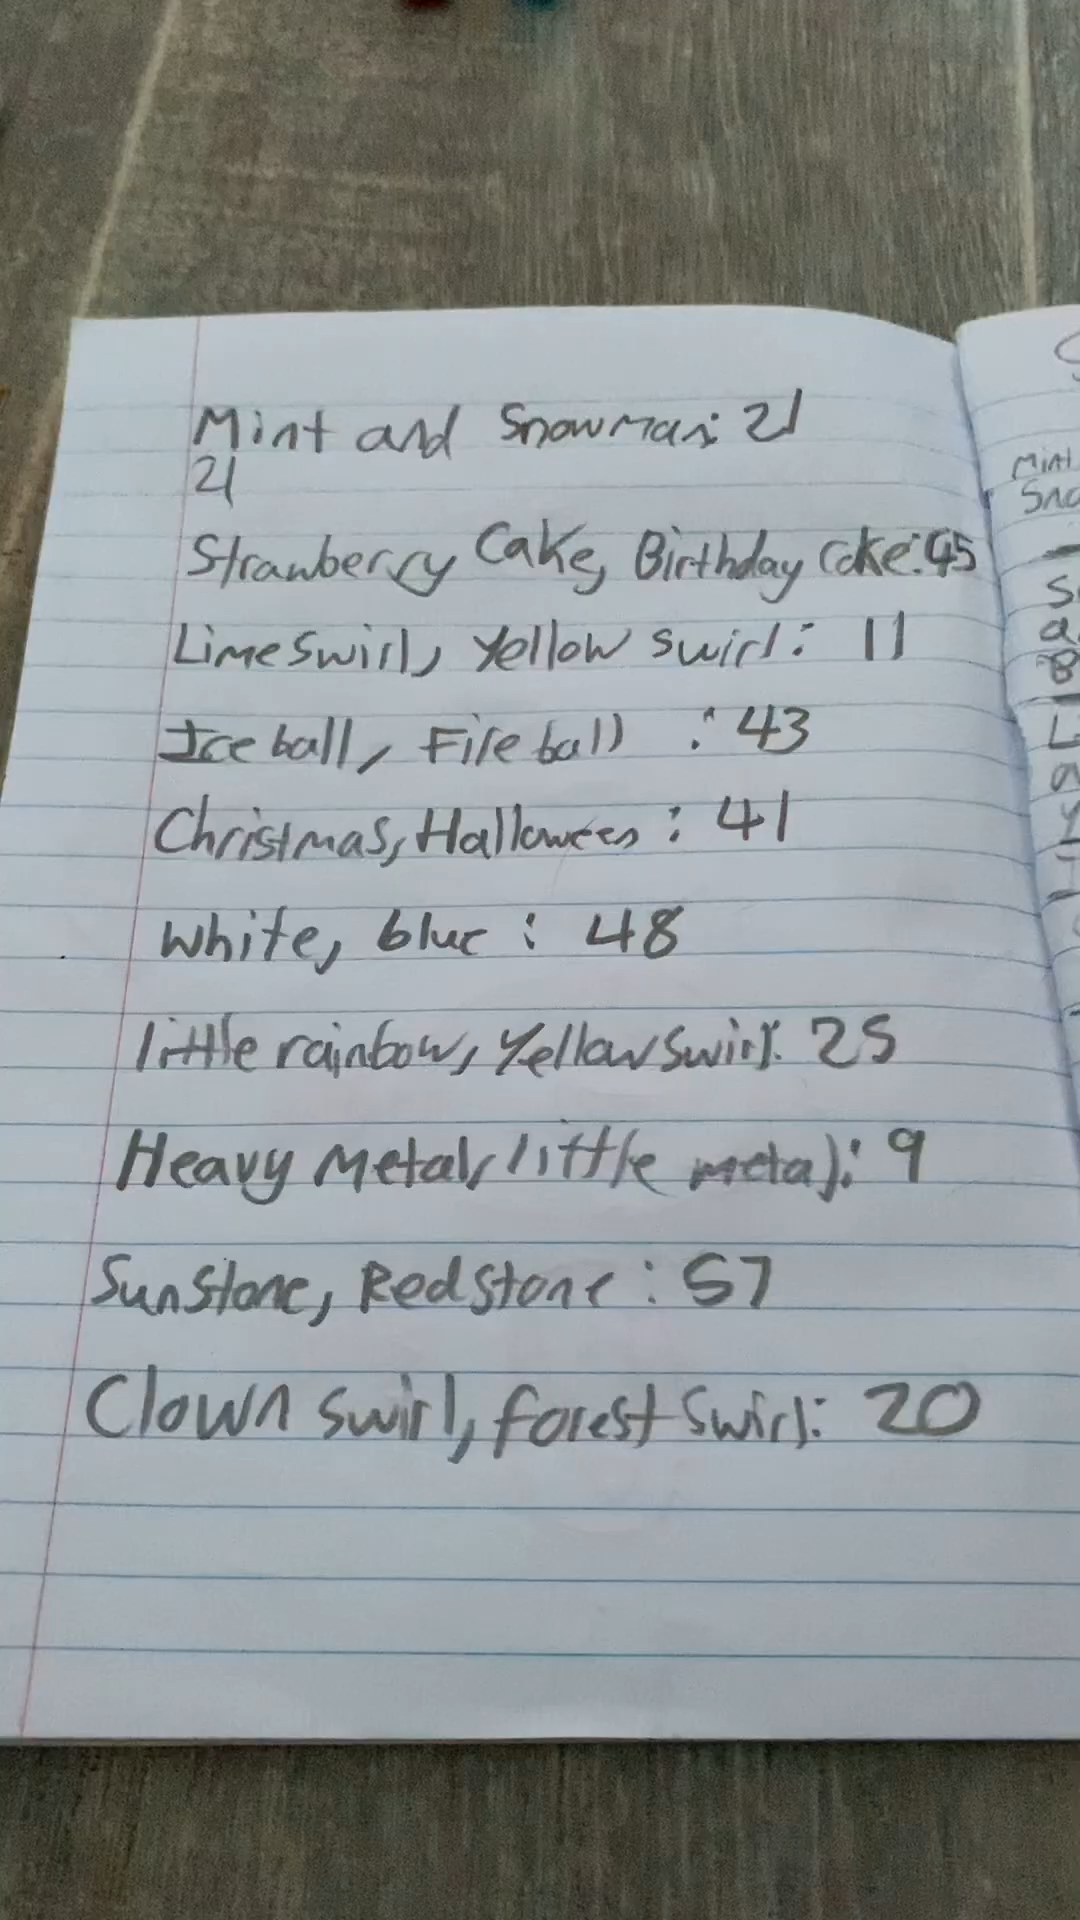 Mint and Snowman: 21
21
Strawberry Cake, Birthday Cake: 45
Lime Swirl, Yellow swirl: 11
Ice ball, Fire ball : 43
Christmas, Halloween : 41
White, blue : 48
little rainbow, Yellow swirl: 25
Heavy Metal, little metal: 9
Sunstone, Redstone : 57
Clown swirl, forest swirl: 20
Mint